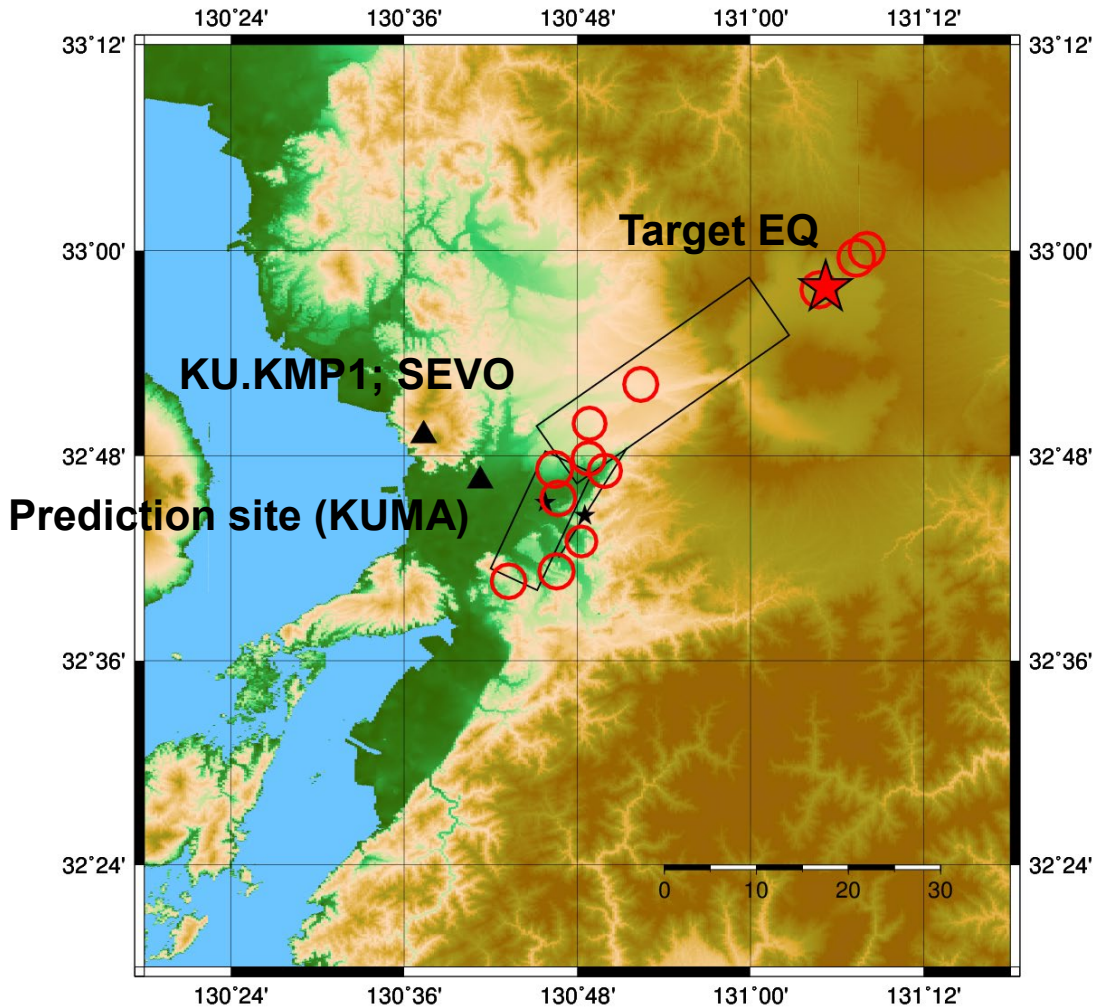 130˚24' 130˚36' 130˚48' 131˚00' 131˚12'
33˚12' 33˚12'
Target EQ
33˚00' 33˚00'
KU.KMP1; SEVO
32˚48' 32˚48'
Prediction site (KUMA)
32˚36' 32˚36'
32˚24' 32˚24'
0 10 20 30
130˚24' 130˚36' 130˚48' 131˚00' 131˚12'